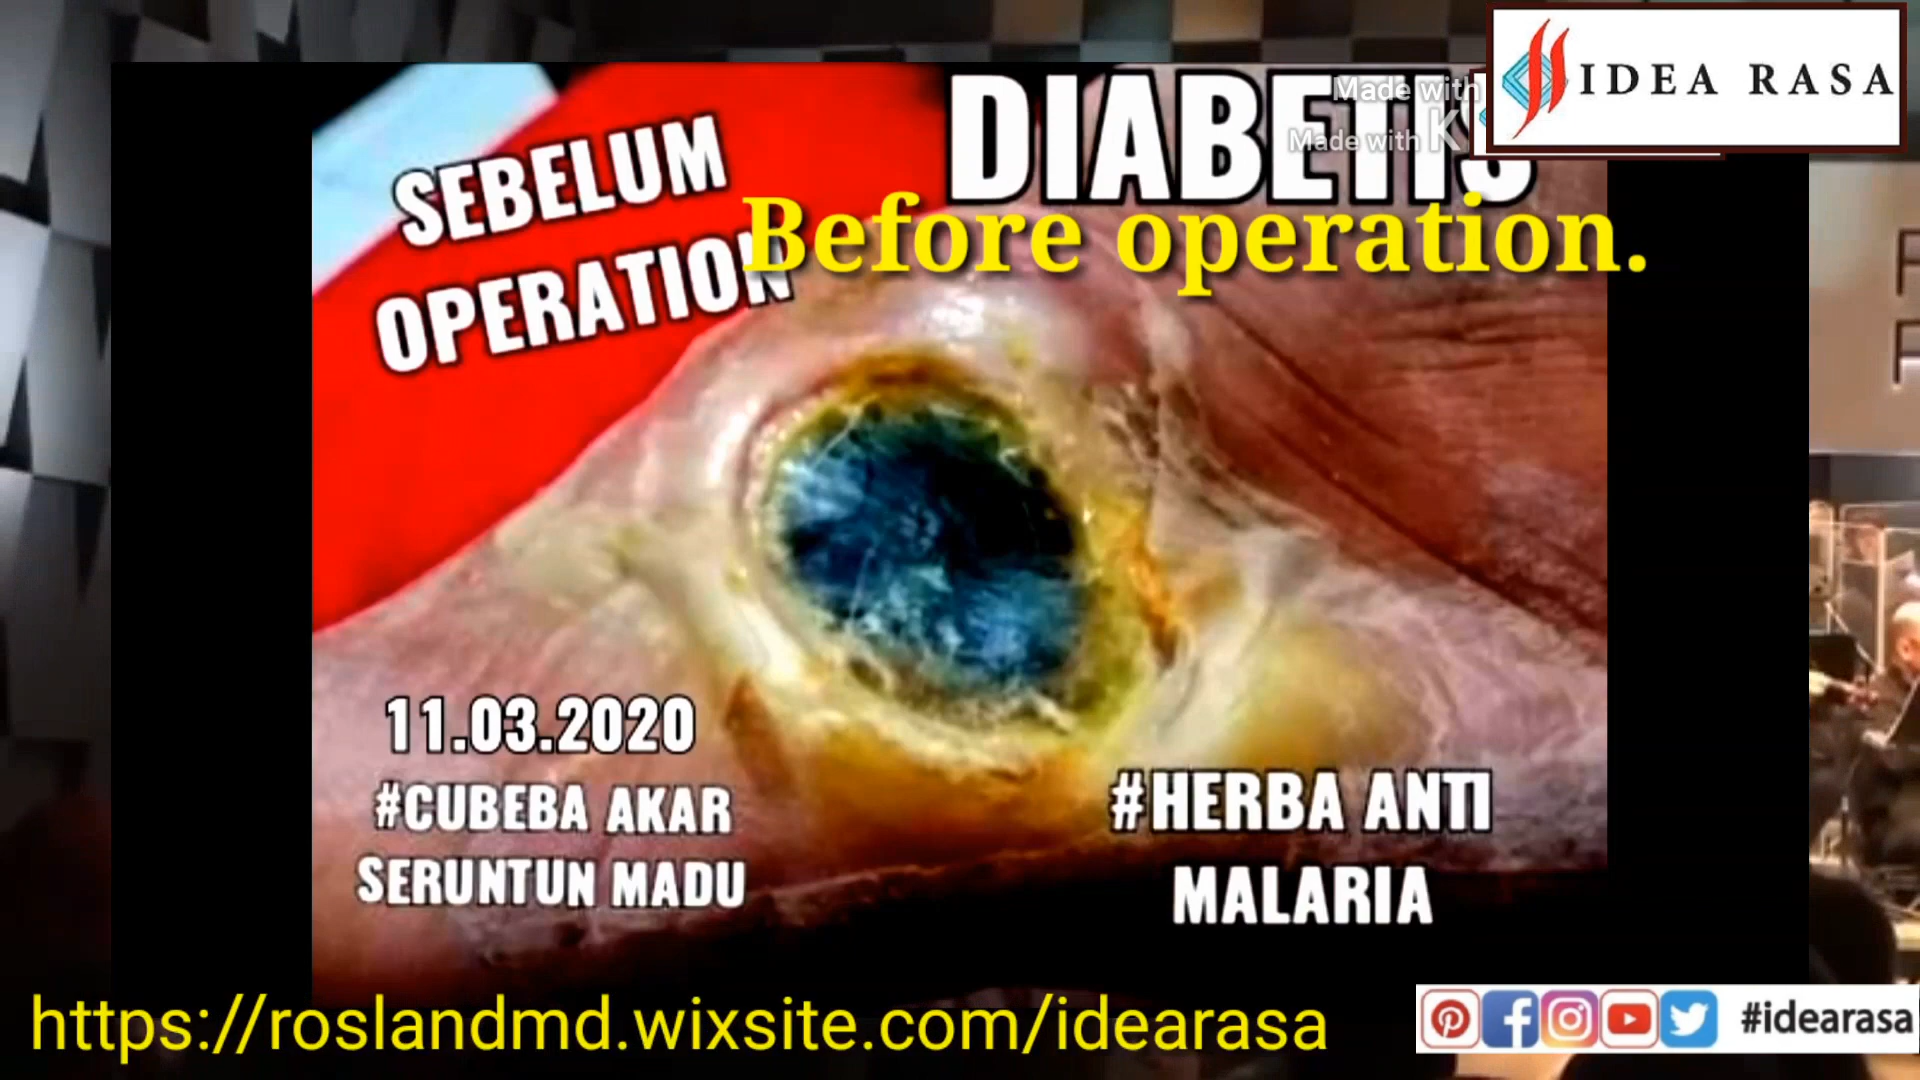 IDEA RASA
Made with
Made with K
DIABETIS
SEBELUM
OPERATION
Before operation.
11.03.2020
#CUBEBA AKAR
SERUNTUN MADU
#HERBA ANTI
MALARIA
https://roslandmd.wixsite.com/idearasa
#idearasa